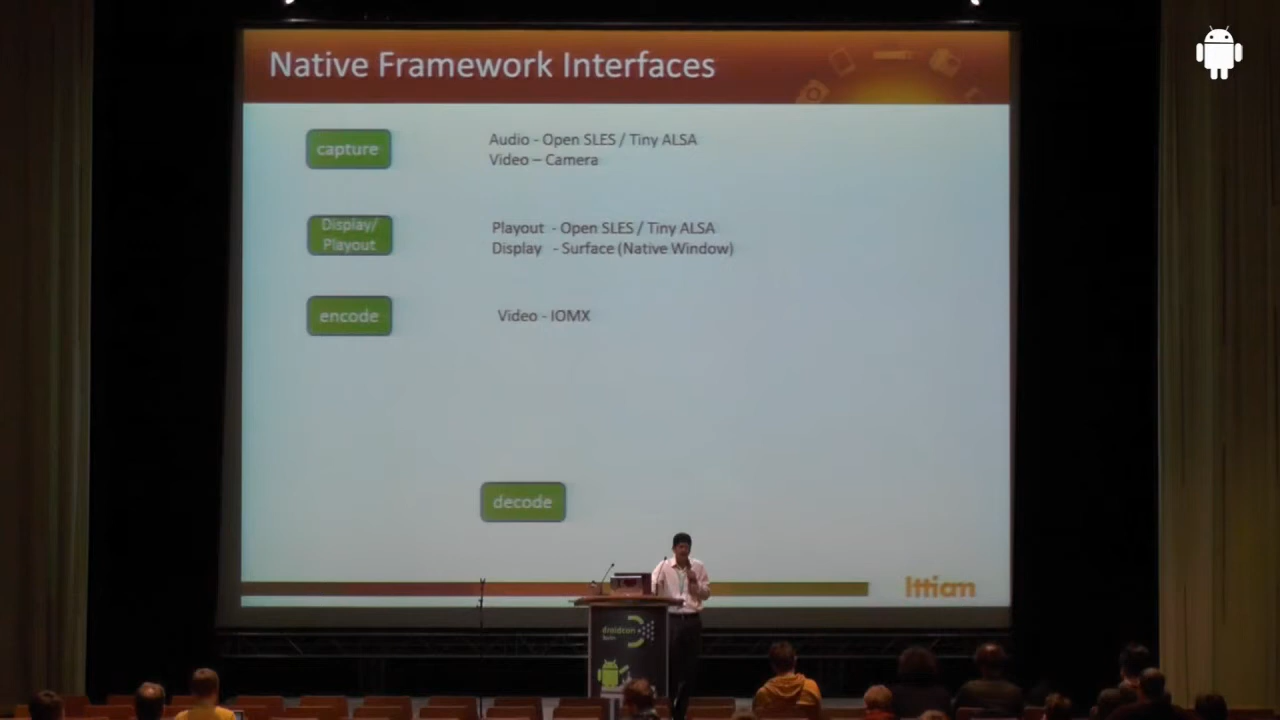 Native Framework Interfaces
capture
Audio - Open SLES / Tiny ALSA
Video – Camera
Display/
Playout
Playout - Open SLES / Tiny ALSA
Display - Surface (Native Window)
encode
Video - IOMX
decode
Ittiam
droidcon